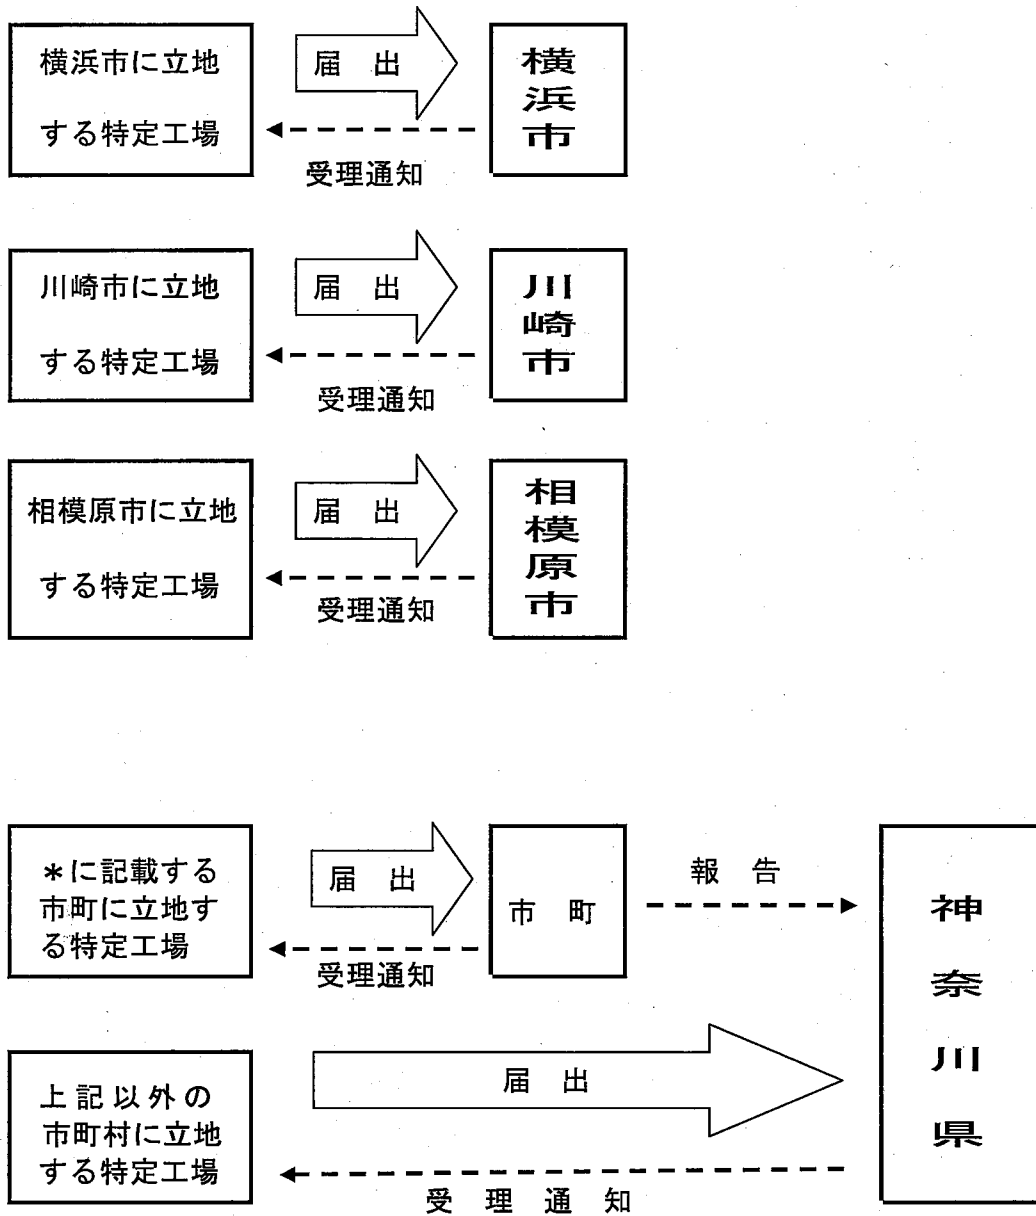 横浜市に立地
する特定工場
届 出
受理通知
横浜市
川崎市に立地
する特定工場
届 出
受理通知
川崎市
相模原市に立地
する特定工場
届 出
受理通知
相模原市
*に記載する
市町に立地す
る特定工場
届 出
受理通知
市 町
報 告
神奈川県
上記以外の
市町村に立地
する特定工場
届 出
受 理 通 知